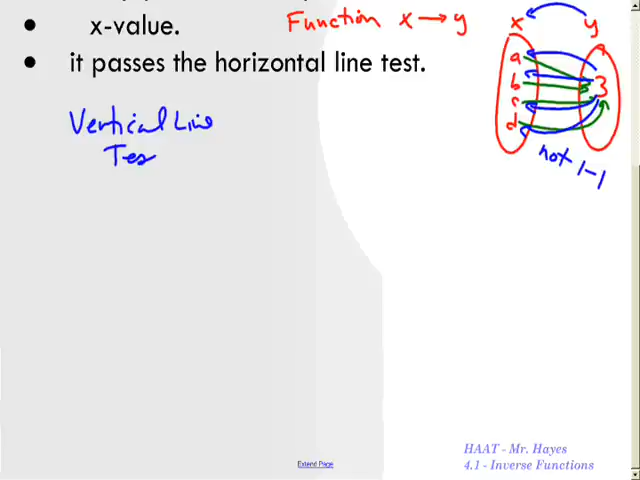 x-value.
Function x → y
x y
it passes the horizontal line test.
a
b 3
c
d
Vertical Line
Tes
not 1-1
HAAT - Mr. Hayes
Extend Page
4.1 - Inverse Functions